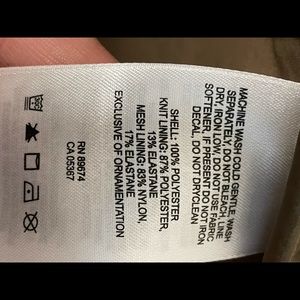 MACHINE WASH COLD GENTLE. WASH
SEPARATELY, DO NOT BLEACH, LINE
DRY, IRON LOW, DO NOT USE FABRIC
SOFTENER, IF PRESENT DO NOT IRON
DECAL, DO NOT DRYCLEAN
SHELL: 100% POLYESTER
KNIT LINING: 87% POLYESTER,
13% ELASTANE
MESH LINING: 83% NYLON,
17% ELASTANE
EXCLUSIVE OF ORNAMENTATION
RN 89674
CA 05367